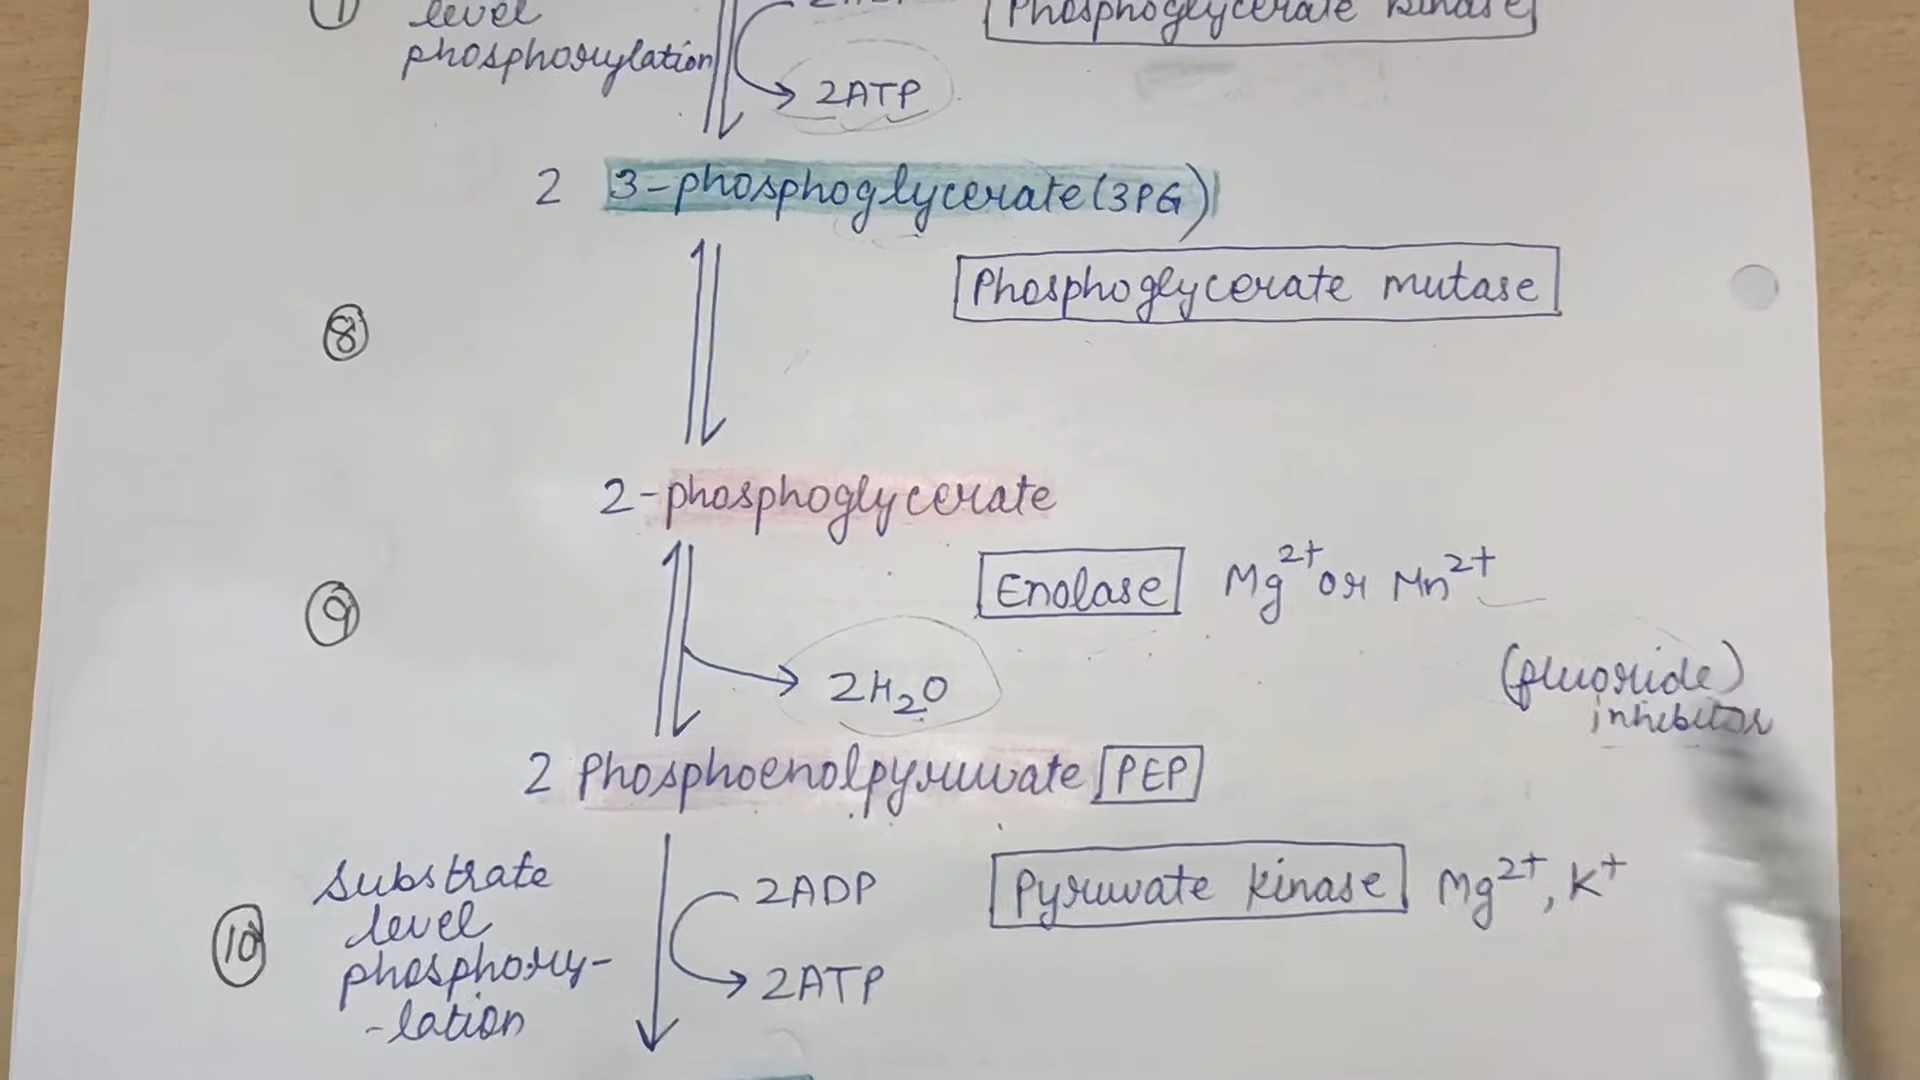 level
Phosphoglycerate kinase
phosphorylation
2ATP
2 3-phosphoglycerate (3PG)
Phosphoglycerate mutase
8
2-phosphoglycerate
Enolase Mg2+ or Mn2+
9
2H2O
(fluoride)
inhibitor
2 Phosphoenolpyruvate PEP
Substrate
level
phosphory-
-lation
10
2ADP
2ATP
Pyruvate kinase Mg2+, K+